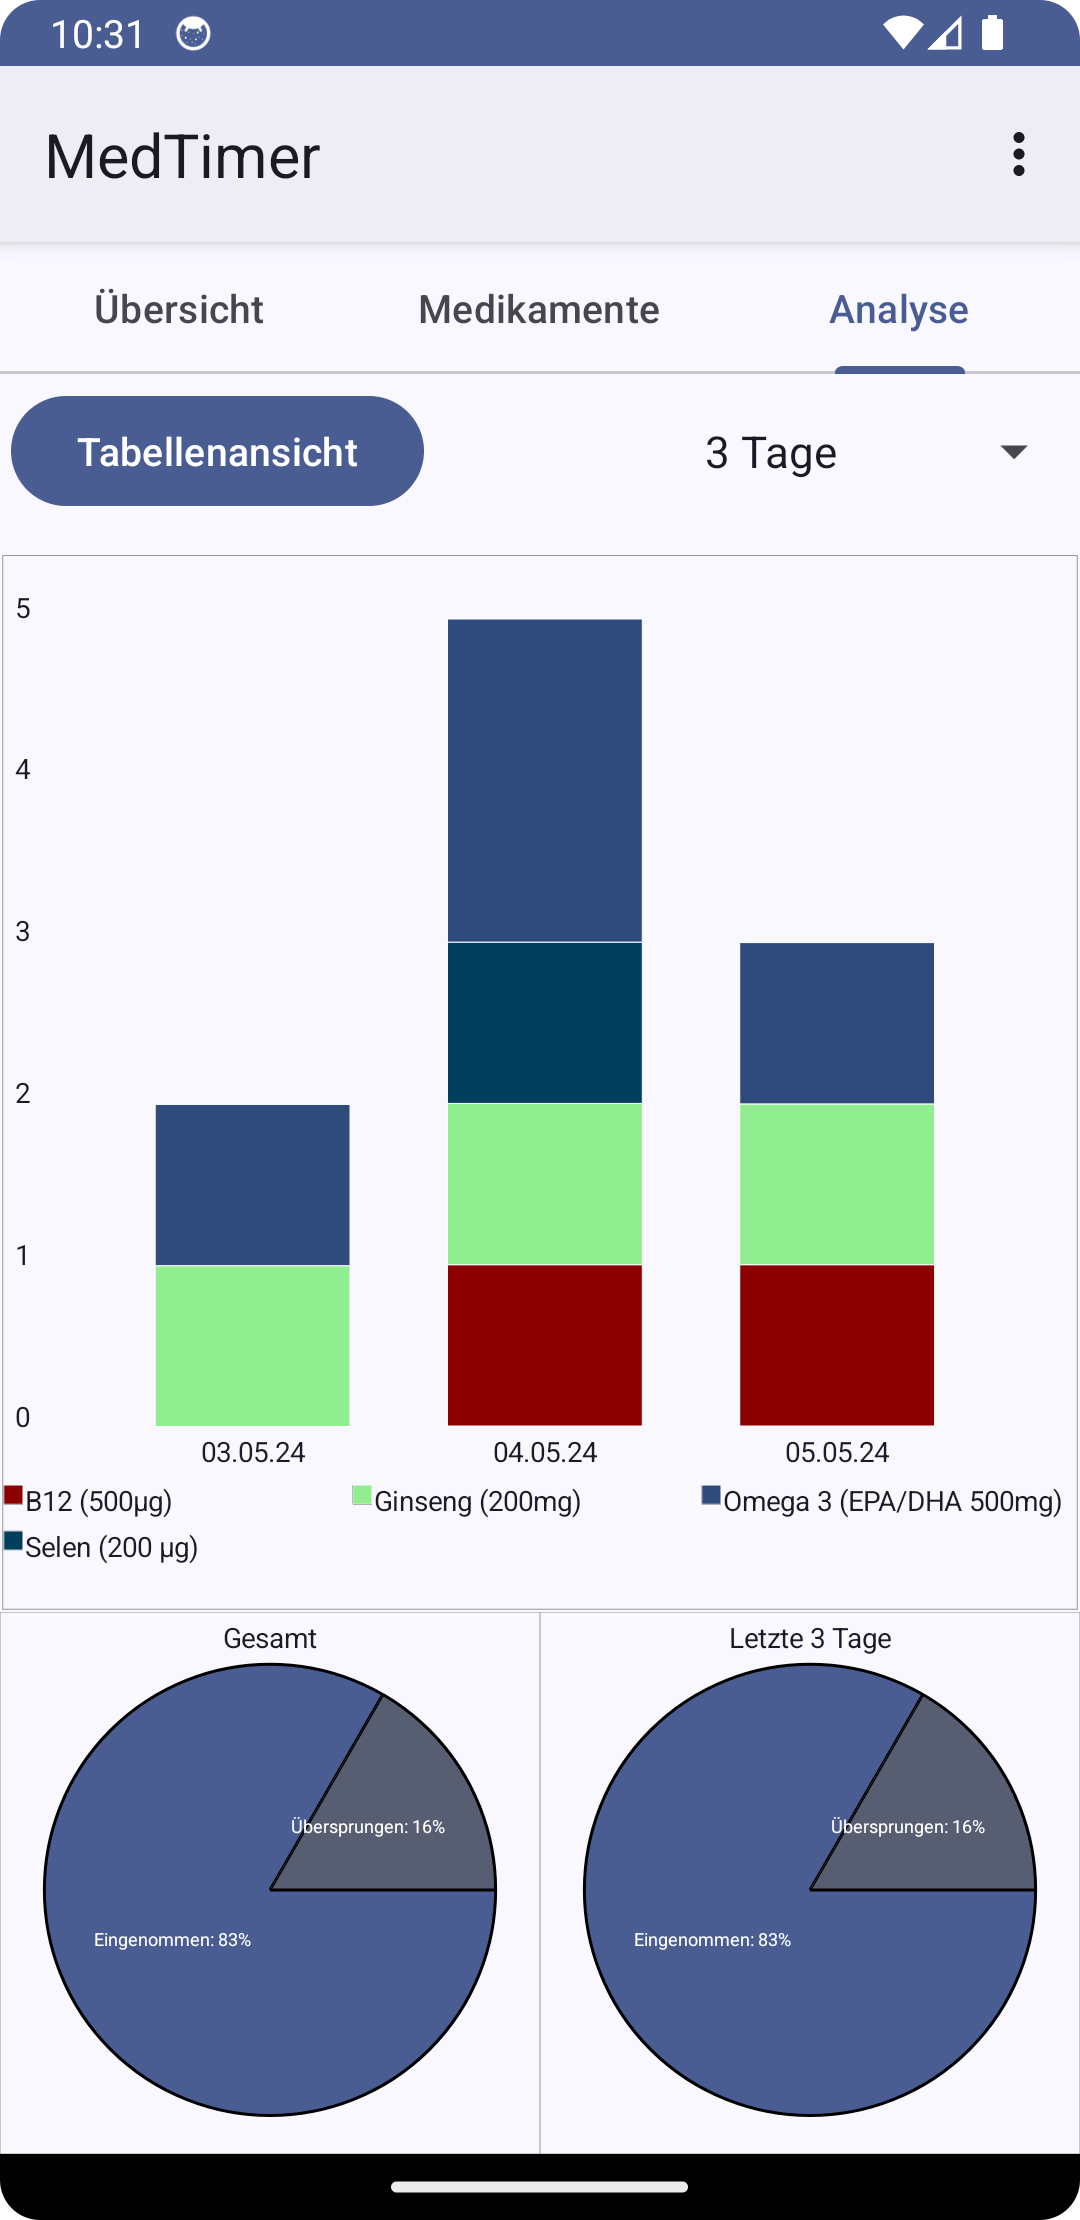 10:31
MedTimer
Übersicht Medikamente Analyse
Tabellenansicht 3 Tage
5
4
3
2
1
0
03.05.24 04.05.24 05.05.24
B12 (500µg) Ginseng (200mg) Omega 3 (EPA/DHA 500mg)
Selen (200 µg)
Gesamt Letzte 3 Tage
Übersprungen: 16% Übersprungen: 16%
Eingenommen: 83% Eingenommen: 83%